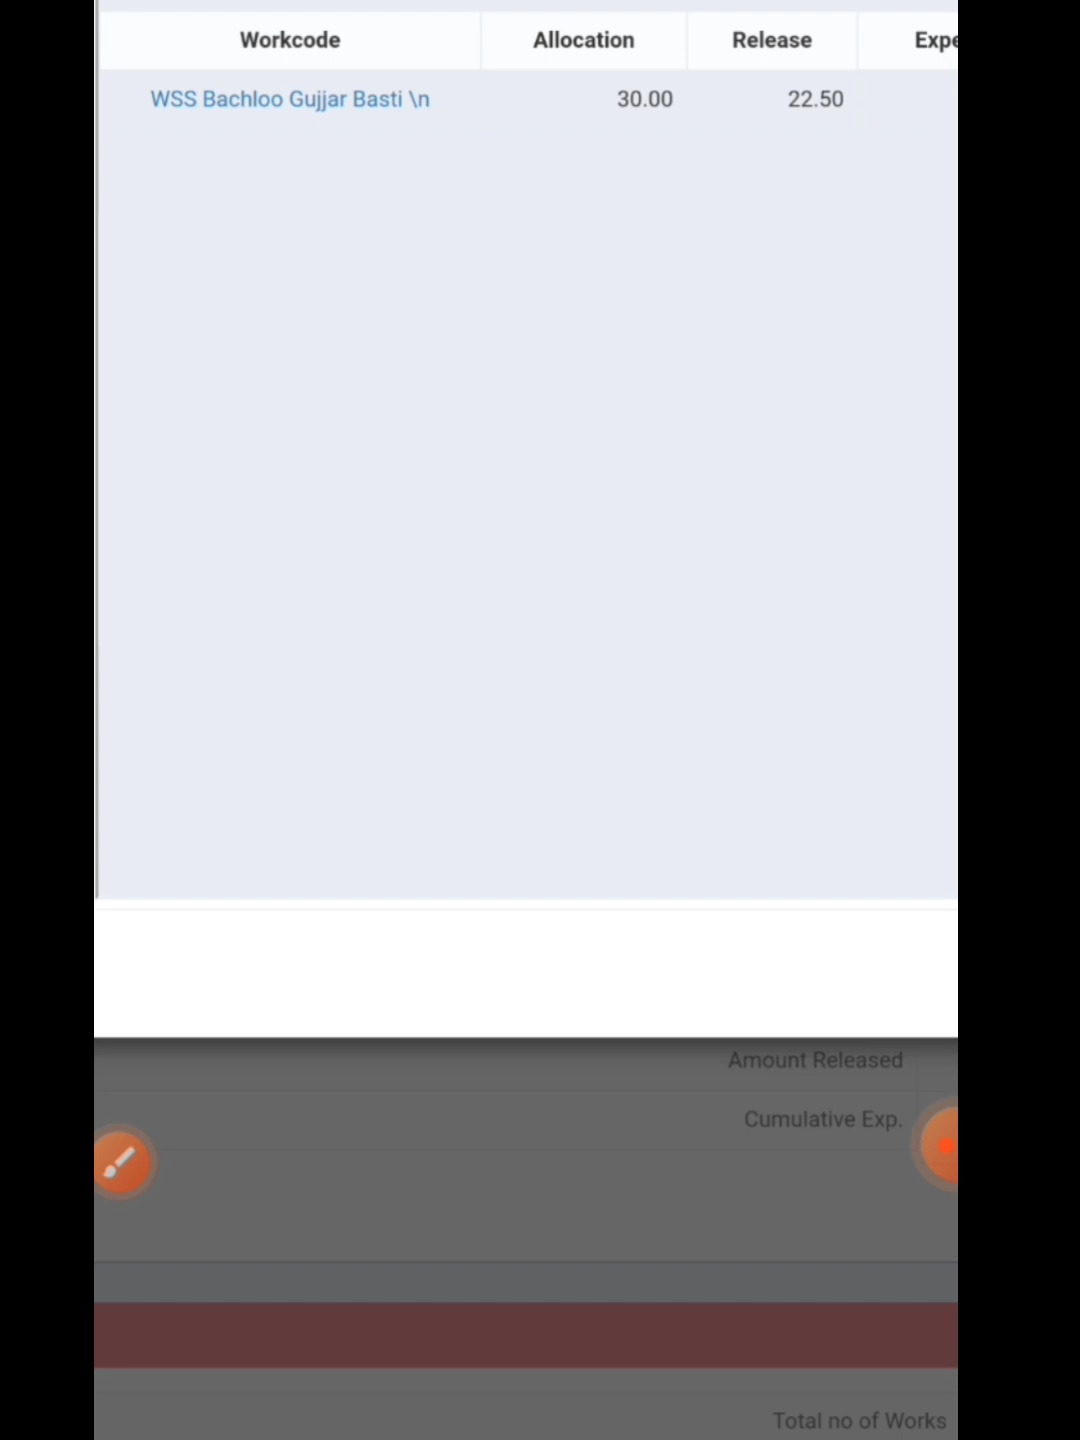 Workcode Allocation Release Expe
WSS Bachloo Gujjar Basti \n 30.00 22.50
Amount Released
Cumulative Exp.
Total no of Works